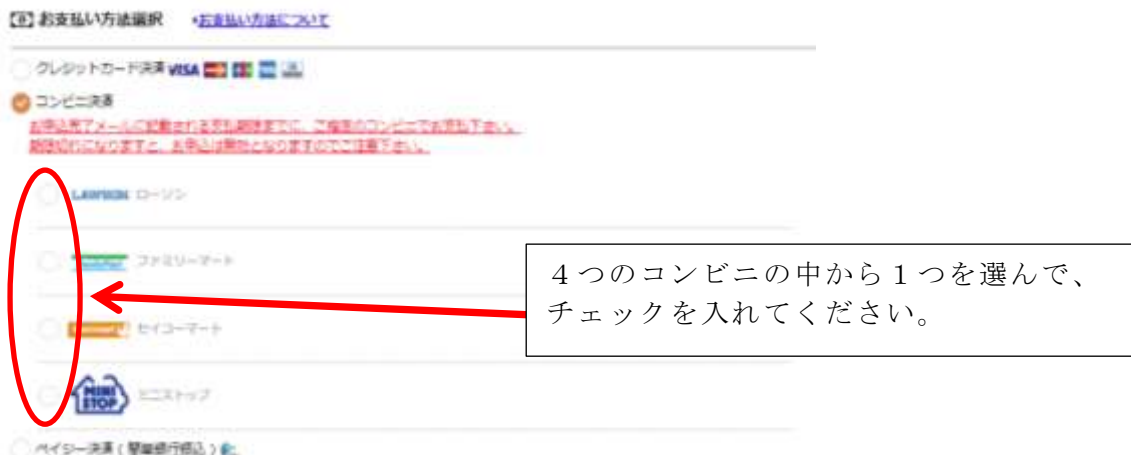 お支払い方法選択 ・お支払い方法について
クレジットカード決済 VISA
コンビニ決済
お申込完了メールに記載される支払期限までに、ご指定のコンビニでお支払下さい。
期限切れになりますと、お申込は無効となりますのでご注意下さい。
LAWSON ローソン
ファミリーマート
4つのコンビニの中から1つを選んで、
チェックを入れてください。
セイコーマート
MINI STOP ミニストップ
ペイジー決済(